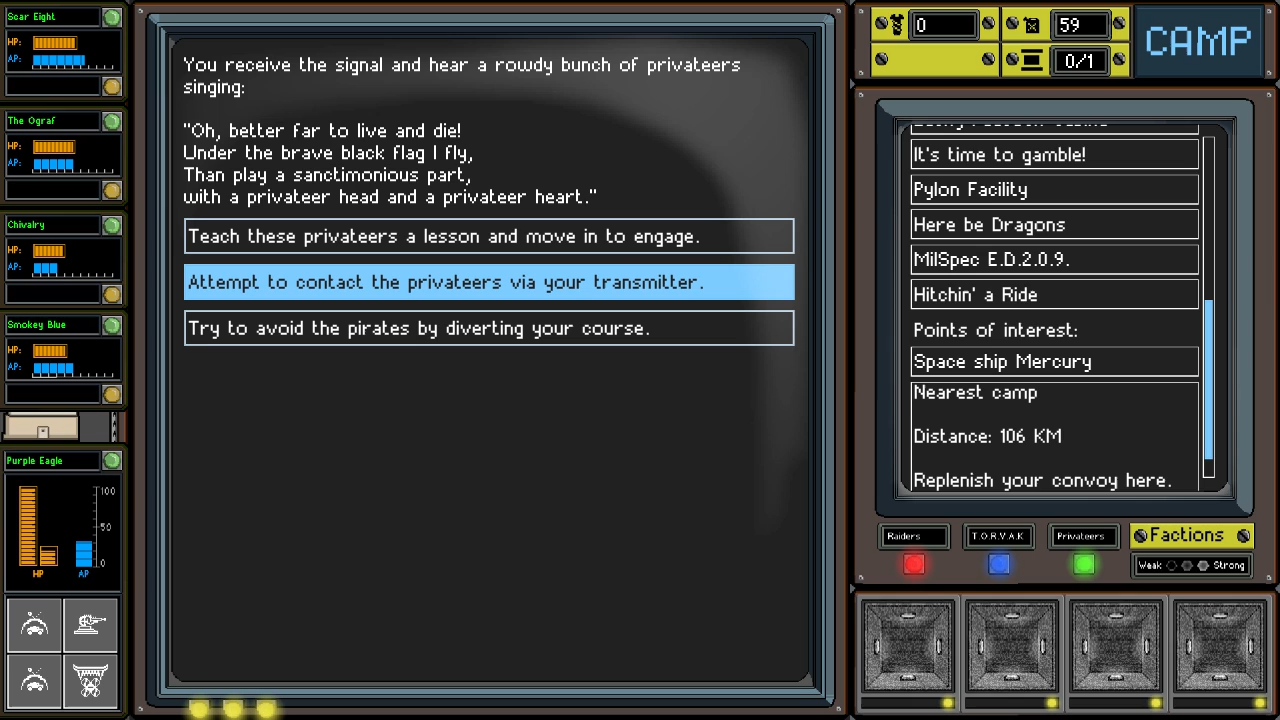 Scar Eight
HP:
AP:
The Ograf
HP:
AP:
Chivalry
HP:
AP:
Smokey Blue
HP:
AP:
Purple Eagle
100
50
0
HP
AP
You receive the signal and hear a rowdy bunch of privateers
singing:
"Oh, better far to live and die!
Under the brave black flag I fly,
Than play a sanctimonious part,
with a privateer head and a privateer heart."
Teach these privateers a lesson and move in to engage.
Attempt to contact the privateers via your transmitter.
Try to avoid the pirates by diverting your course.
0
59
0/1
CAMP
It's time to gamble!
Pylon Facility
Here be Dragons
MilSpec E.D.2.0.9.
Hitchin' a Ride
Points of interest:
Space ship Mercury
Nearest camp
Distance: 106 KM
Replenish your convoy here.
Raiders
T.O.R.V.A.K
Privateers
Factions
Weak
Strong